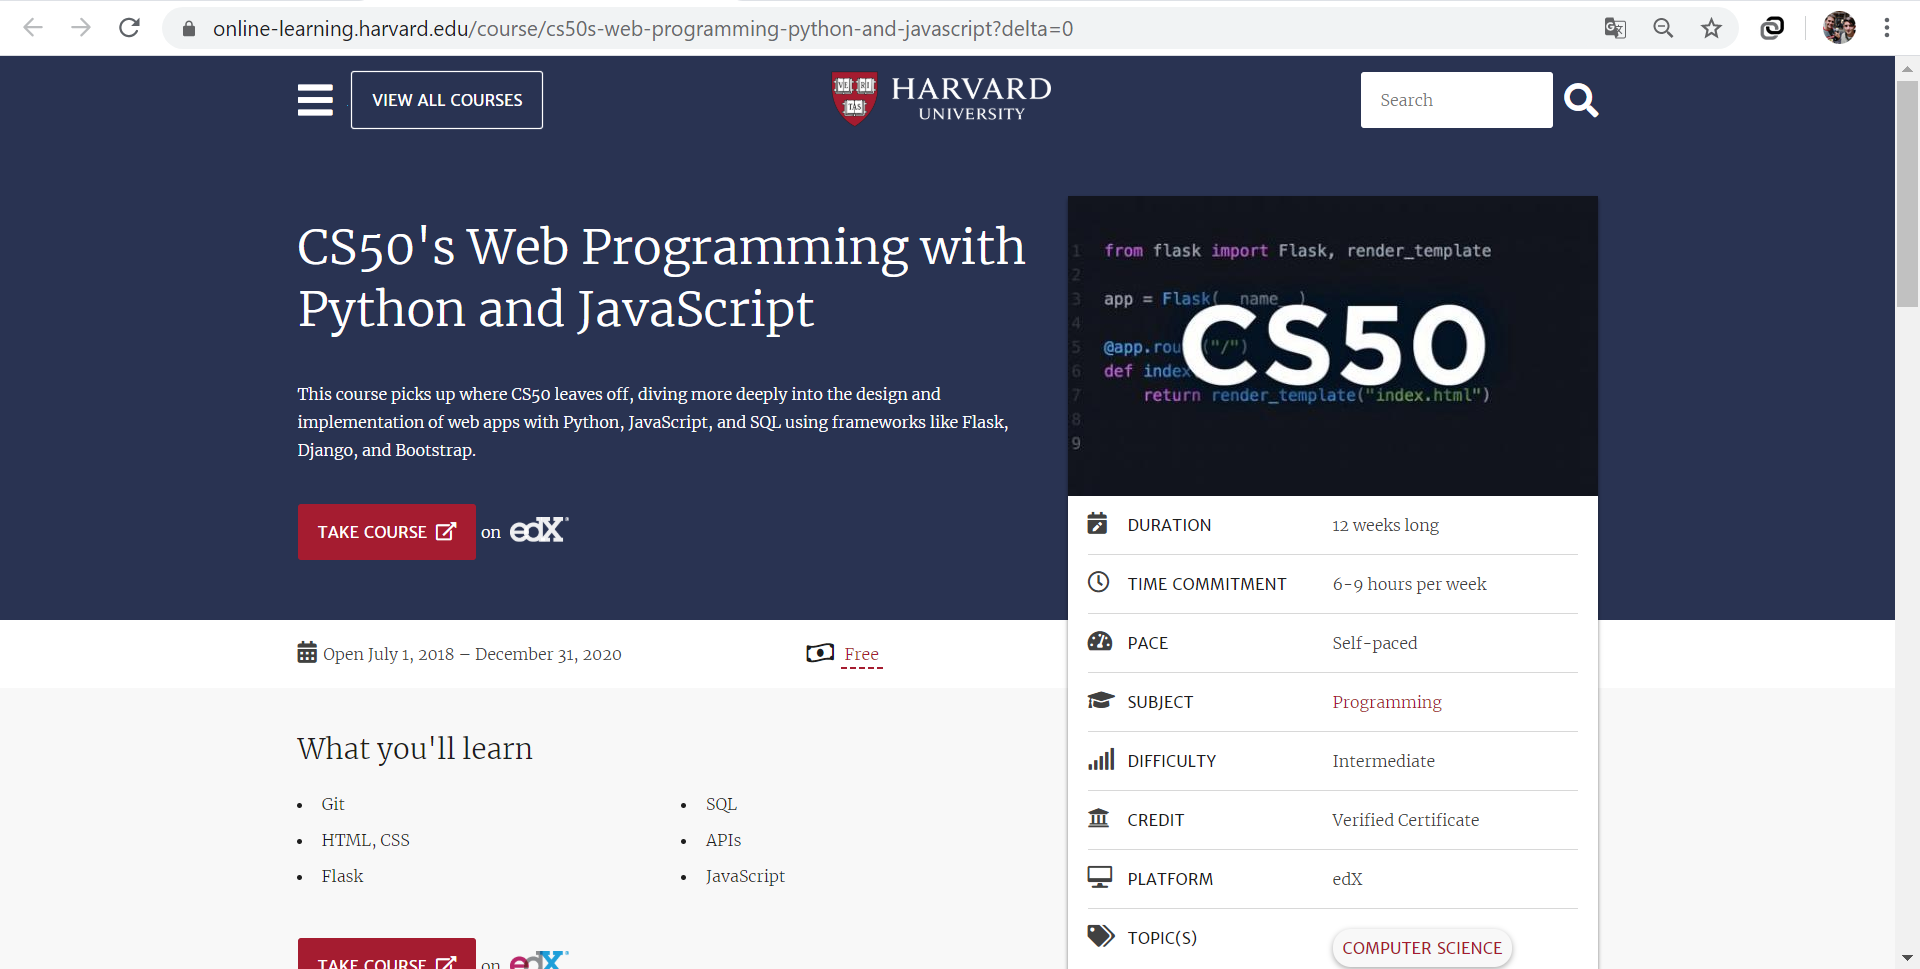 online-learning.harvard.edu/course/cs50s-web-programming-python-and-javascript?delta=0
VIEW ALL COURSES
VE RI
TAS
HARVARD
UNIVERSITY
Search
CS50's Web Programming with
Python and JavaScript
This course picks up where CS50 leaves off, diving more deeply into the design and
implementation of web apps with Python, JavaScript, and SQL using frameworks like Flask,
Django, and Bootstrap.
TAKE COURSE on edX
1 from flask import Flask, render_template
2
3 app = Flask(__name__)
4
5 @app.rou ("/")
6 def index
7 return render_template("index.html")
8
9
CS50
DURATION 12 weeks long
TIME COMMITMENT 6-9 hours per week
PACE Self-paced
SUBJECT Programming
DIFFICULTY Intermediate
CREDIT Verified Certificate
PLATFORM edX
TOPIC(S) COMPUTER SCIENCE
Open July 1, 2018 – December 31, 2020
Free
What you'll learn
• Git
• HTML, CSS
• Flask
• SQL
• APIs
• JavaScript
TAKE COURSE on edX